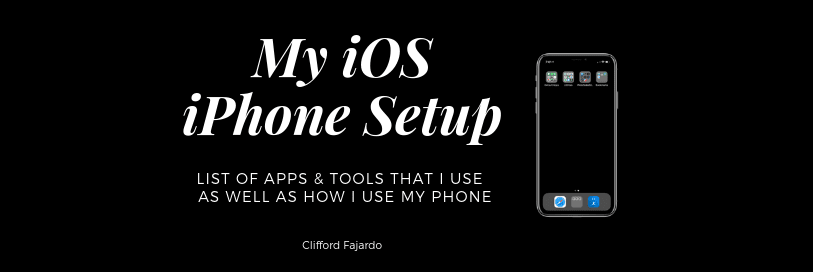 My iOS
iPhone Setup
LIST OF APPS & TOOLS THAT I USE
AS WELL AS HOW I USE MY PHONE
Clifford Fajardo